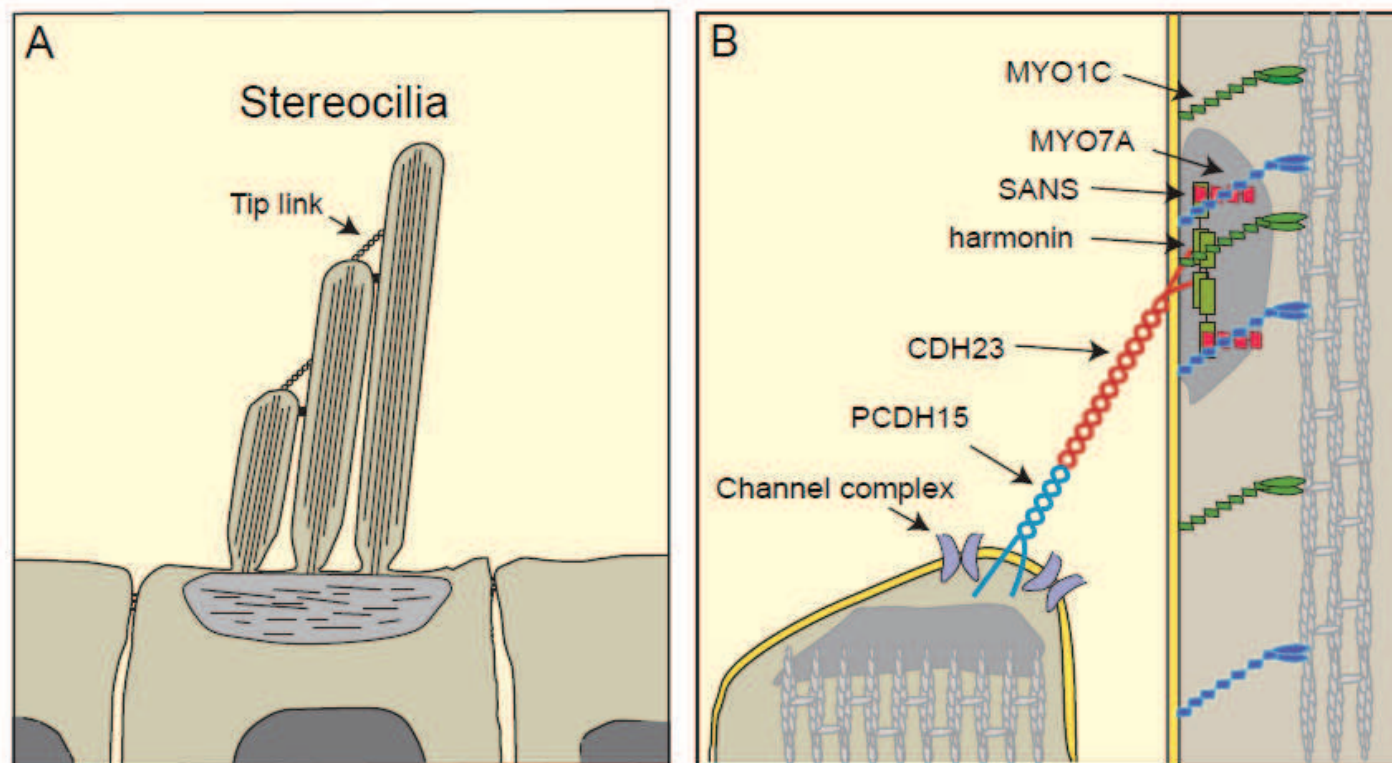 A
Stereocilia
Tip link
B
MYO1C
MYO7A
SANS
harmonin
CDH23
PCDH15
Channel complex